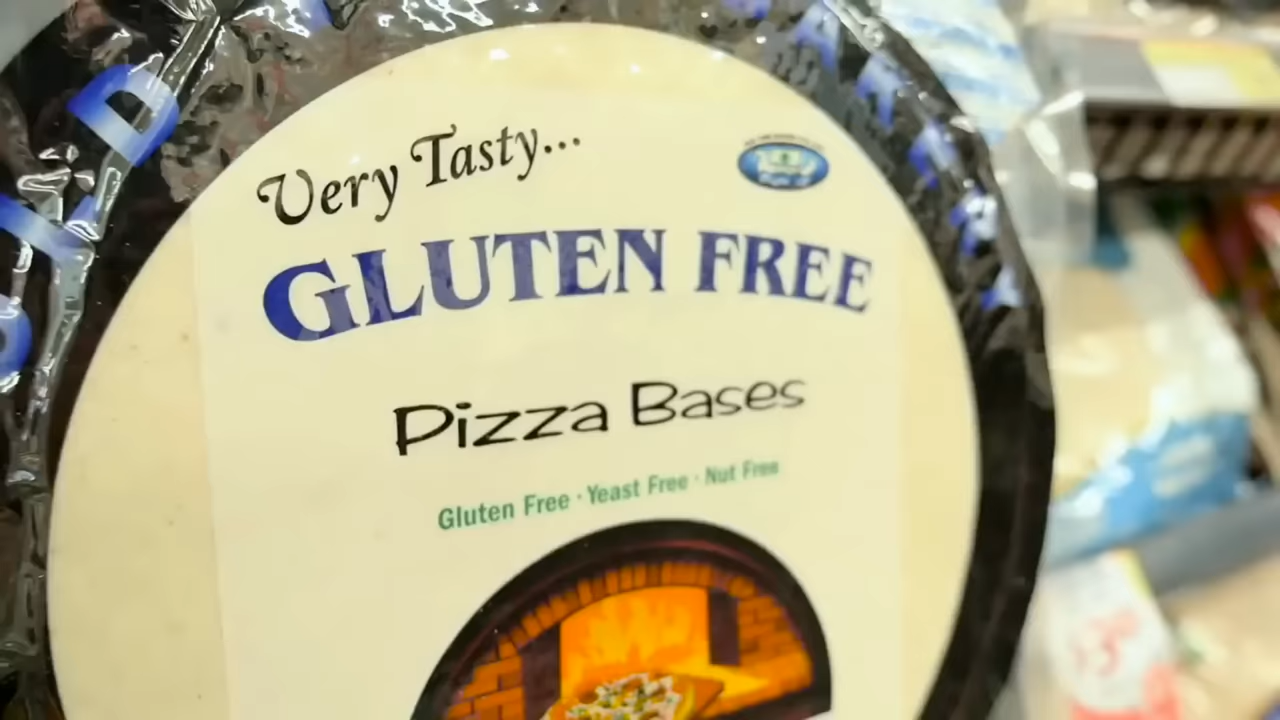 Very Tasty...
GLUTEN FREE
Pizza Bases
Gluten Free · Yeast Free · Nut Free